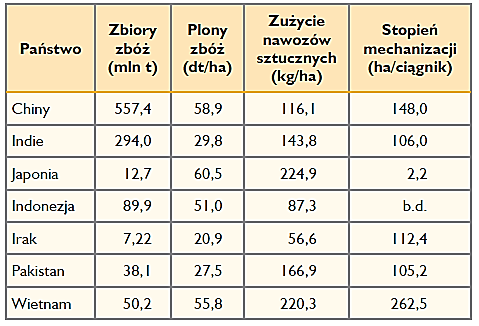 Państwo Zbiory zbóż (mln t) Plony zbóż (dt/ha) Zużycie nawozów sztucznych (kg/ha) Stopień mechanizacji (ha/ciągnik)
Chiny 557,4 58,9 116,1 148,0
Indie 294,0 29,8 143,8 106,0
Japonia 12,7 60,5 224,9 2,2
Indonezja 89,9 51,0 87,3 b.d.
Irak 7,22 20,9 56,6 112,4
Pakistan 38,1 27,5 166,9 105,2
Wietnam 50,2 55,8 220,3 262,5